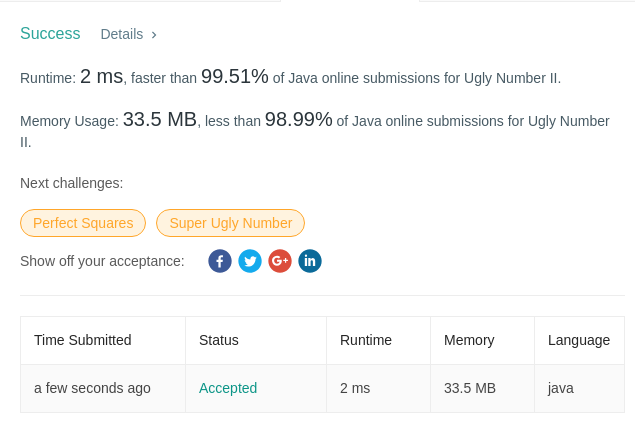 Success Details >
Runtime: 2 ms, faster than 99.51% of Java online submissions for Ugly Number II.
Memory Usage: 33.5 MB, less than 98.99% of Java online submissions for Ugly Number
II.
Next challenges:
Perfect Squares Super Ugly Number
Show off your acceptance: f G+ in
Time Submitted Status Runtime Memory Language
a few seconds ago Accepted 2 ms 33.5 MB java